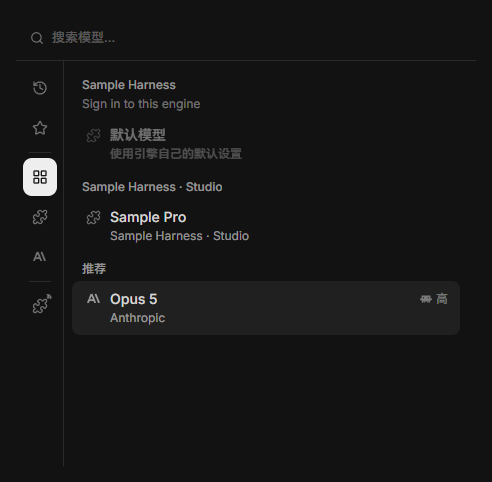 搜索模型...
Sample Harness
Sign in to this engine
默认模型
使用引擎自己的默认设置
Sample Harness · Studio
Sample Pro
Sample Harness · Studio
推荐
Opus 5
高
Anthropic